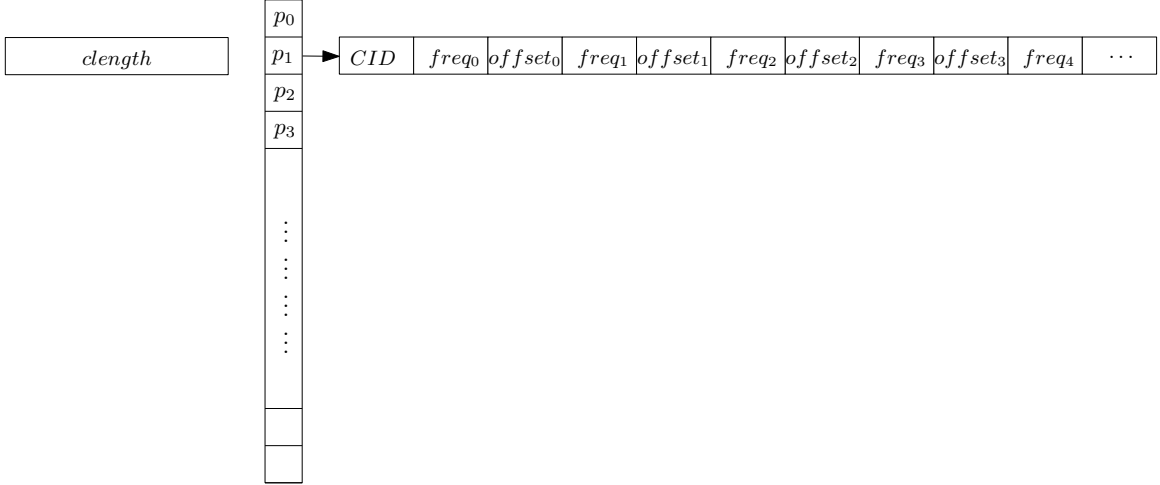 p₀
clength
p₁ CID freq₀ offset₀ freq₁ offset₁ freq₂ offset₂ freq₃ offset₃ freq₄ ⋯
p₂
p₃
⋮
⋮
⋮
⋮